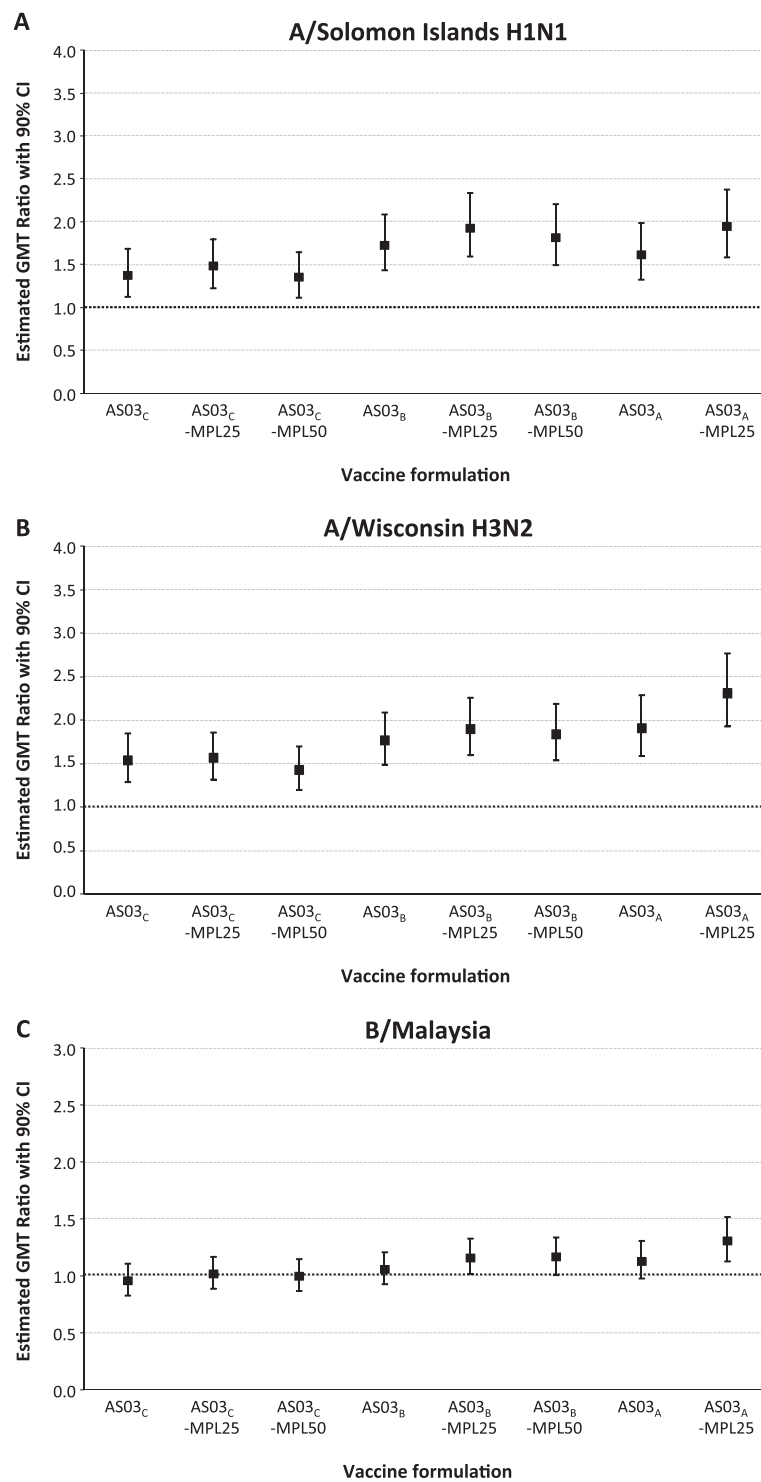 A
A/Solomon Islands H1N1
Estimated GMT Ratio with 90% CI
4.0
3.5
3.0
2.5
2.0
1.5
1.0
0.5
0.0
AS03C AS03C AS03C AS03B AS03B AS03B AS03A AS03A
-MPL25 -MPL50 -MPL25 -MPL50 -MPL25
Vaccine formulation
B
A/Wisconsin H3N2
Estimated GMT Ratio with 90% CI
4.0
3.5
3.0
2.5
2.0
1.5
1.0
0.5
0.0
AS03C AS03C AS03C AS03B AS03B AS03B AS03A AS03A
-MPL25 -MPL50 -MPL25 -MPL50 -MPL25
Vaccine formulation
C
B/Malaysia
Estimated GMT Ratio with 90% CI
3.0
2.5
2.0
1.5
1.0
0.5
0.0
AS03C AS03C AS03C AS03B AS03B AS03B AS03A AS03A
-MPL25 -MPL50 -MPL25 -MPL50 -MPL25
Vaccine formulation